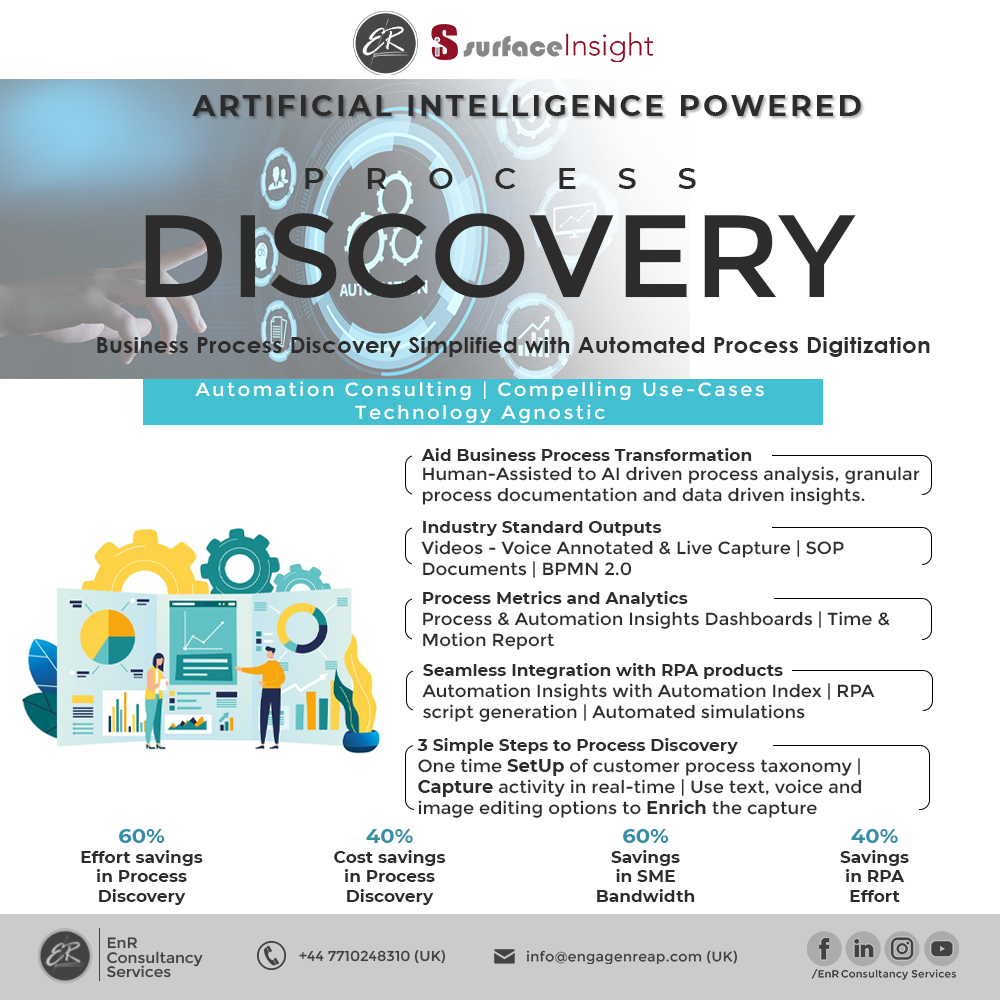 ER
iS surfaceInsight
ARTIFICIAL INTELLIGENCE POWERED
PROCESS
DISCOVERY
AUTOMATION
Business Process Discovery Simplified with Automated Process Digitization
Automation Consulting | Compelling Use-Cases
Technology Agnostic
Aid Business Process Transformation
Human-Assisted to AI driven process analysis, granular
process documentation and data driven insights.
Industry Standard Outputs
Videos - Voice Annotated & Live Capture | SOP
Documents | BPMN 2.0
Process Metrics and Analytics
Process & Automation Insights Dashboards | Time &
Motion Report
Seamless Integration with RPA products
Automation Insights with Automation Index | RPA
script generation | Automated simulations
3 Simple Steps to Process Discovery
One time SetUp of customer process taxonomy |
Capture activity in real-time | Use text, voice and
image editing options to Enrich the capture
60%
Effort savings
in Process
Discovery
40%
Cost savings
in Process
Discovery
60%
Savings
in SME
Bandwidth
40%
Savings
in RPA
Effort
ER
EnR
Consultancy
Services
+44 7710248310 (UK)
info@engagenreap.com (UK)
/EnR Consultancy Services